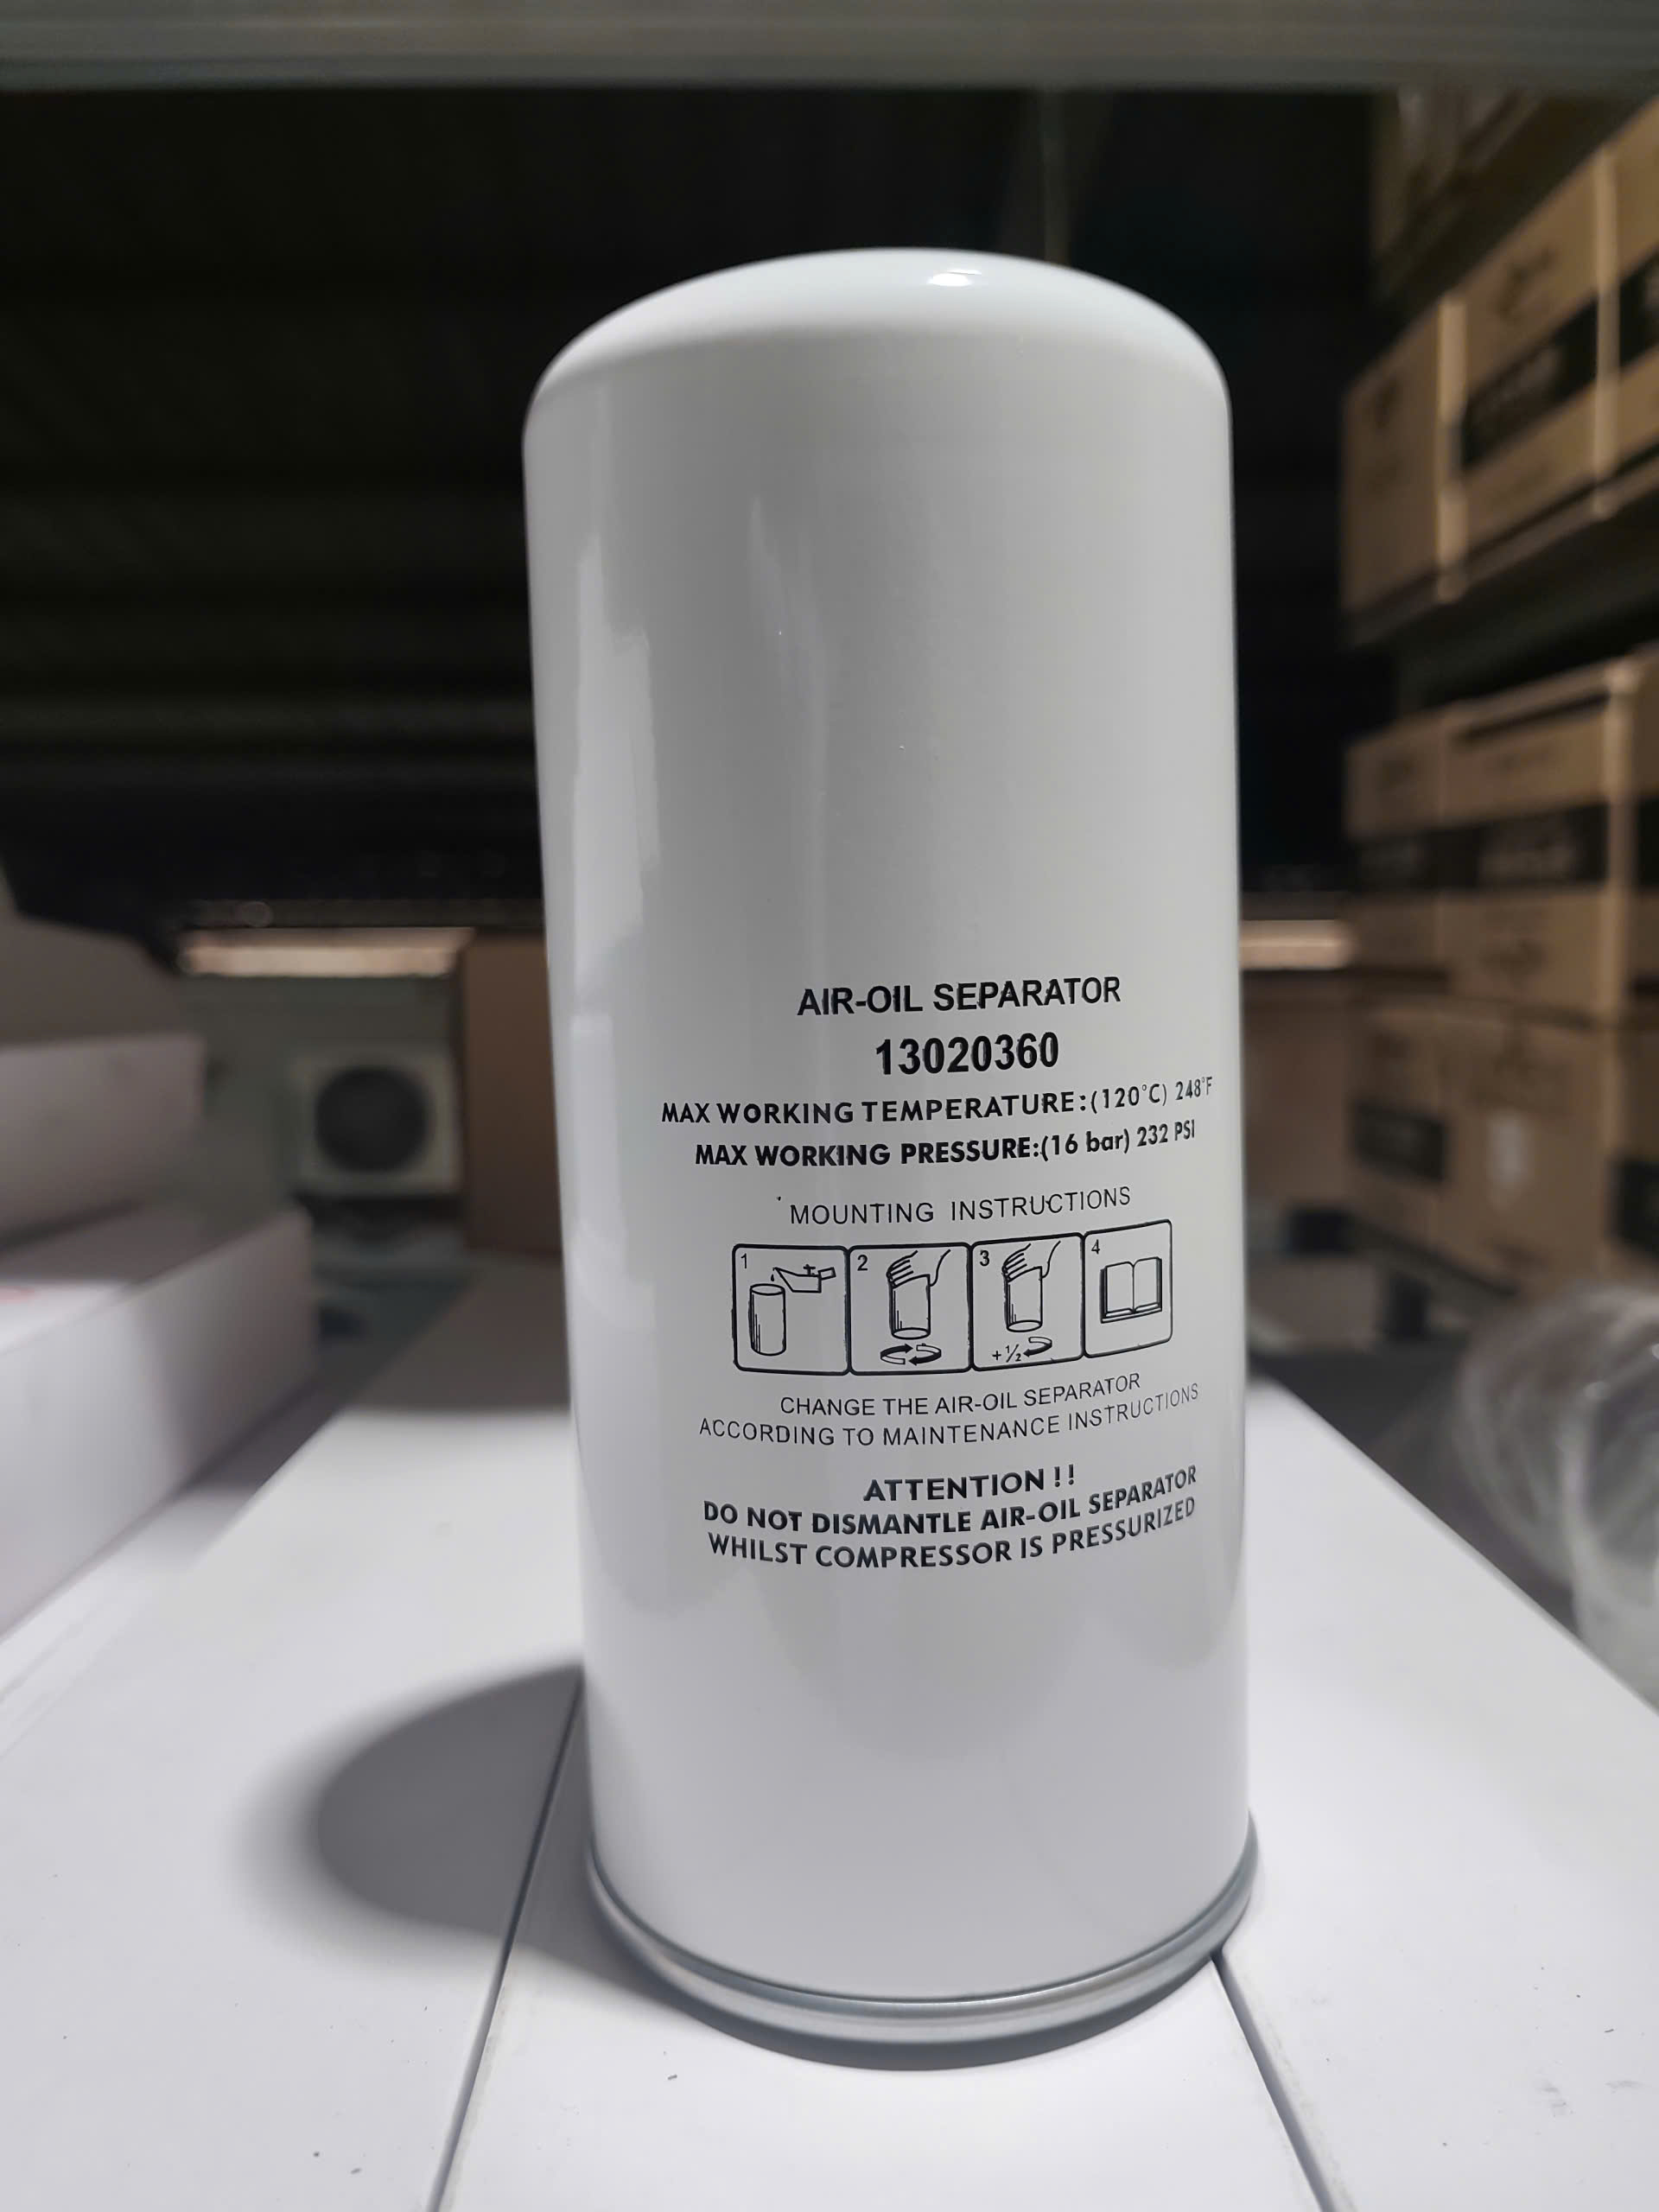 AIR-OIL SEPARATOR
13020360
MAX WORKING TEMPERATURE:(120°C) 248°F
MAX WORKING PRESSURE:(16 bar) 232 PSI
MOUNTING INSTRUCTIONS
1 2 3 4
+½
CHANGE THE AIR-OIL SEPARATOR
ACCORDING TO MAINTENANCE INSTRUCTIONS
ATTENTION !!
DO NOT DISMANTLE AIR-OIL SEPARATOR
WHILST COMPRESSOR IS PRESSURIZED